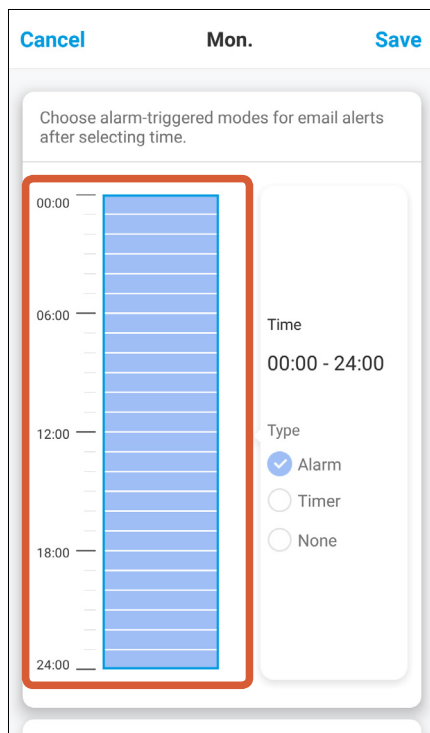 Cancel Mon. Save
Choose alarm-triggered modes for email alerts
after selecting time.
00:00
06:00
12:00
18:00
24:00
Time
00:00 - 24:00
Type
Alarm
Timer
None